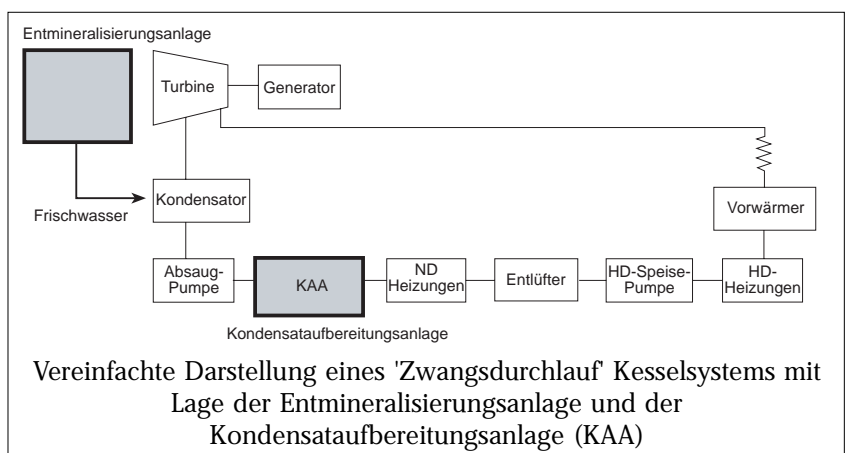 Entmineralisierungsanlage
Turbine
Generator
Frischwasser
Kondensator
Vorwärmer
Absaug-
Pumpe
KAA
ND
Heizungen
Entlüfter
HD-Speise-
Pumpe
HD-
Heizungen
Kondensataufbereitungsanlage
Vereinfachte Darstellung eines 'Zwangsdurchlauf' Kesselsystems mit
Lage der Entmineralisierungsanlage und der
Kondensataufbereitungsanlage (KAA)